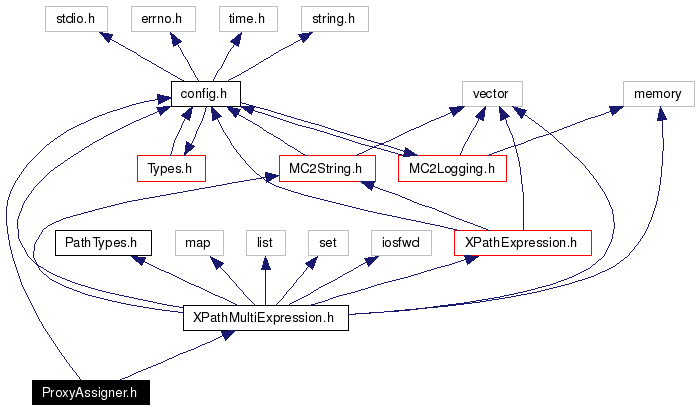 stdio.h
errno.h
time.h
string.h
config.h
vector
memory
Types.h
MC2String.h
MC2Logging.h
PathTypes.h
map
list
set
iosfwd
XPathExpression.h
XPathMultiExpression.h
ProxyAssigner.h